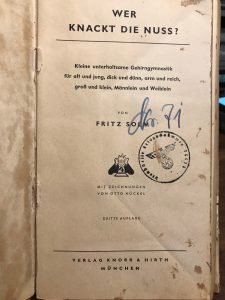 WER
KNACKT DIE NUSS?
Kleine unterhaltsame Gehirngymnastik
für alt und jung, dick und dünn, arm und reich,
groß und klein, Männlein und Weiblein
VON
FRITZ
71
MIT ZEICHNUNGEN
VON OTTO NÜCKEL
DRITTE AUFLAGE
VERLAG KNORR & HIRTH
MÜNCHEN